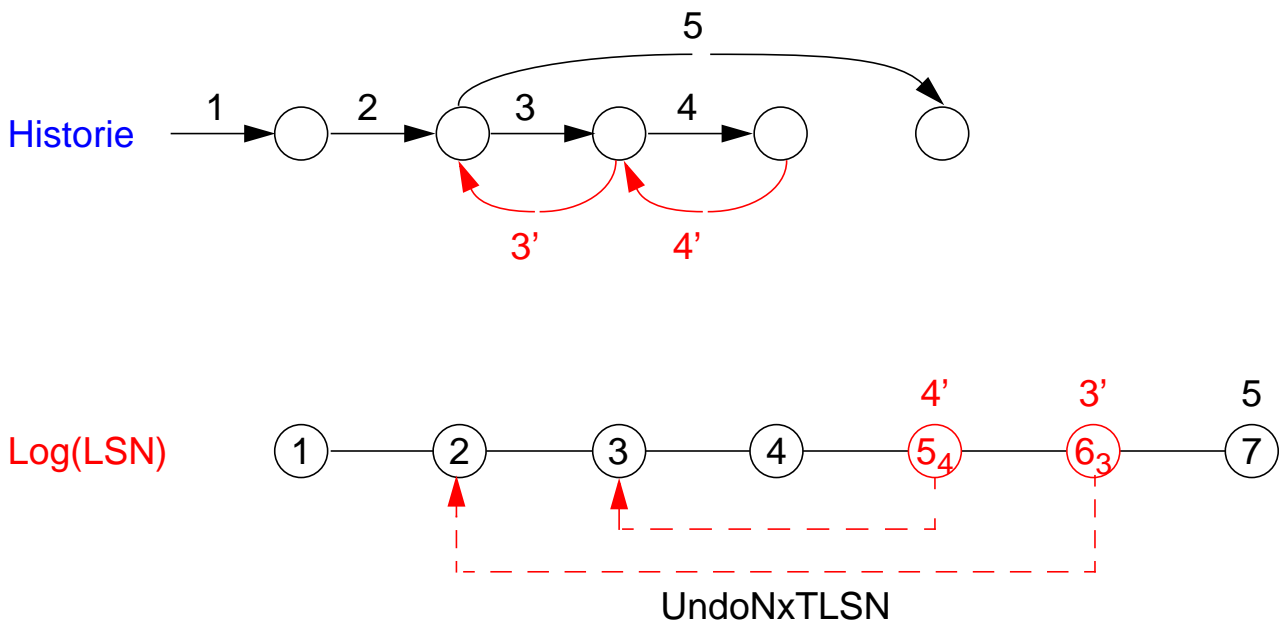 5
1 2 3 4
Historie
3’ 4’
4’ 3’ 5
Log(LSN) 1 2 3 4 5₄ 6₃ 7
UndoNxTLSN